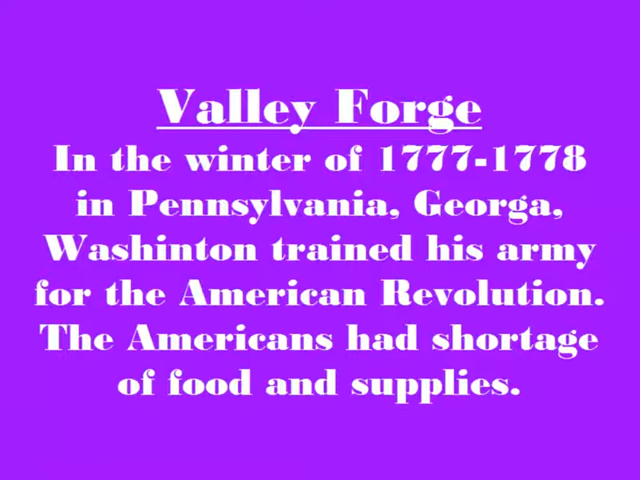 Valley Forge
In the winter of 1777-1778
in Pennsylvania, Georga,
Washinton trained his army
for the American Revolution.
The Americans had shortage
of food and supplies.